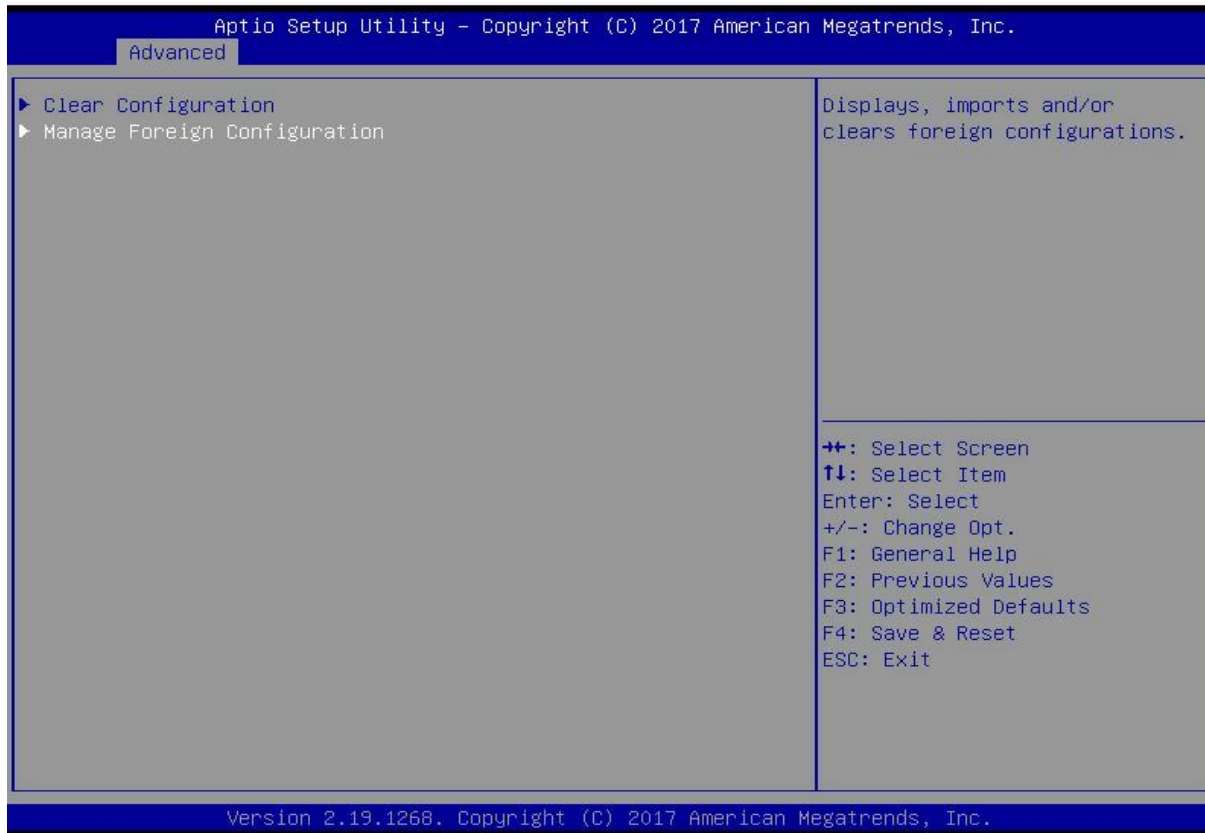 Aptio Setup Utility – Copyright (C) 2017 American Megatrends, Inc.
Advanced
▶ Clear Configuration
▶ Manage Foreign Configuration
Displays, imports and/or
clears foreign configurations.
→←: Select Screen
↑↓: Select Item
Enter: Select
+/-: Change Opt.
F1: General Help
F2: Previous Values
F3: Optimized Defaults
F4: Save & Reset
ESC: Exit
Version 2.19.1268. Copyright (C) 2017 American Megatrends, Inc.